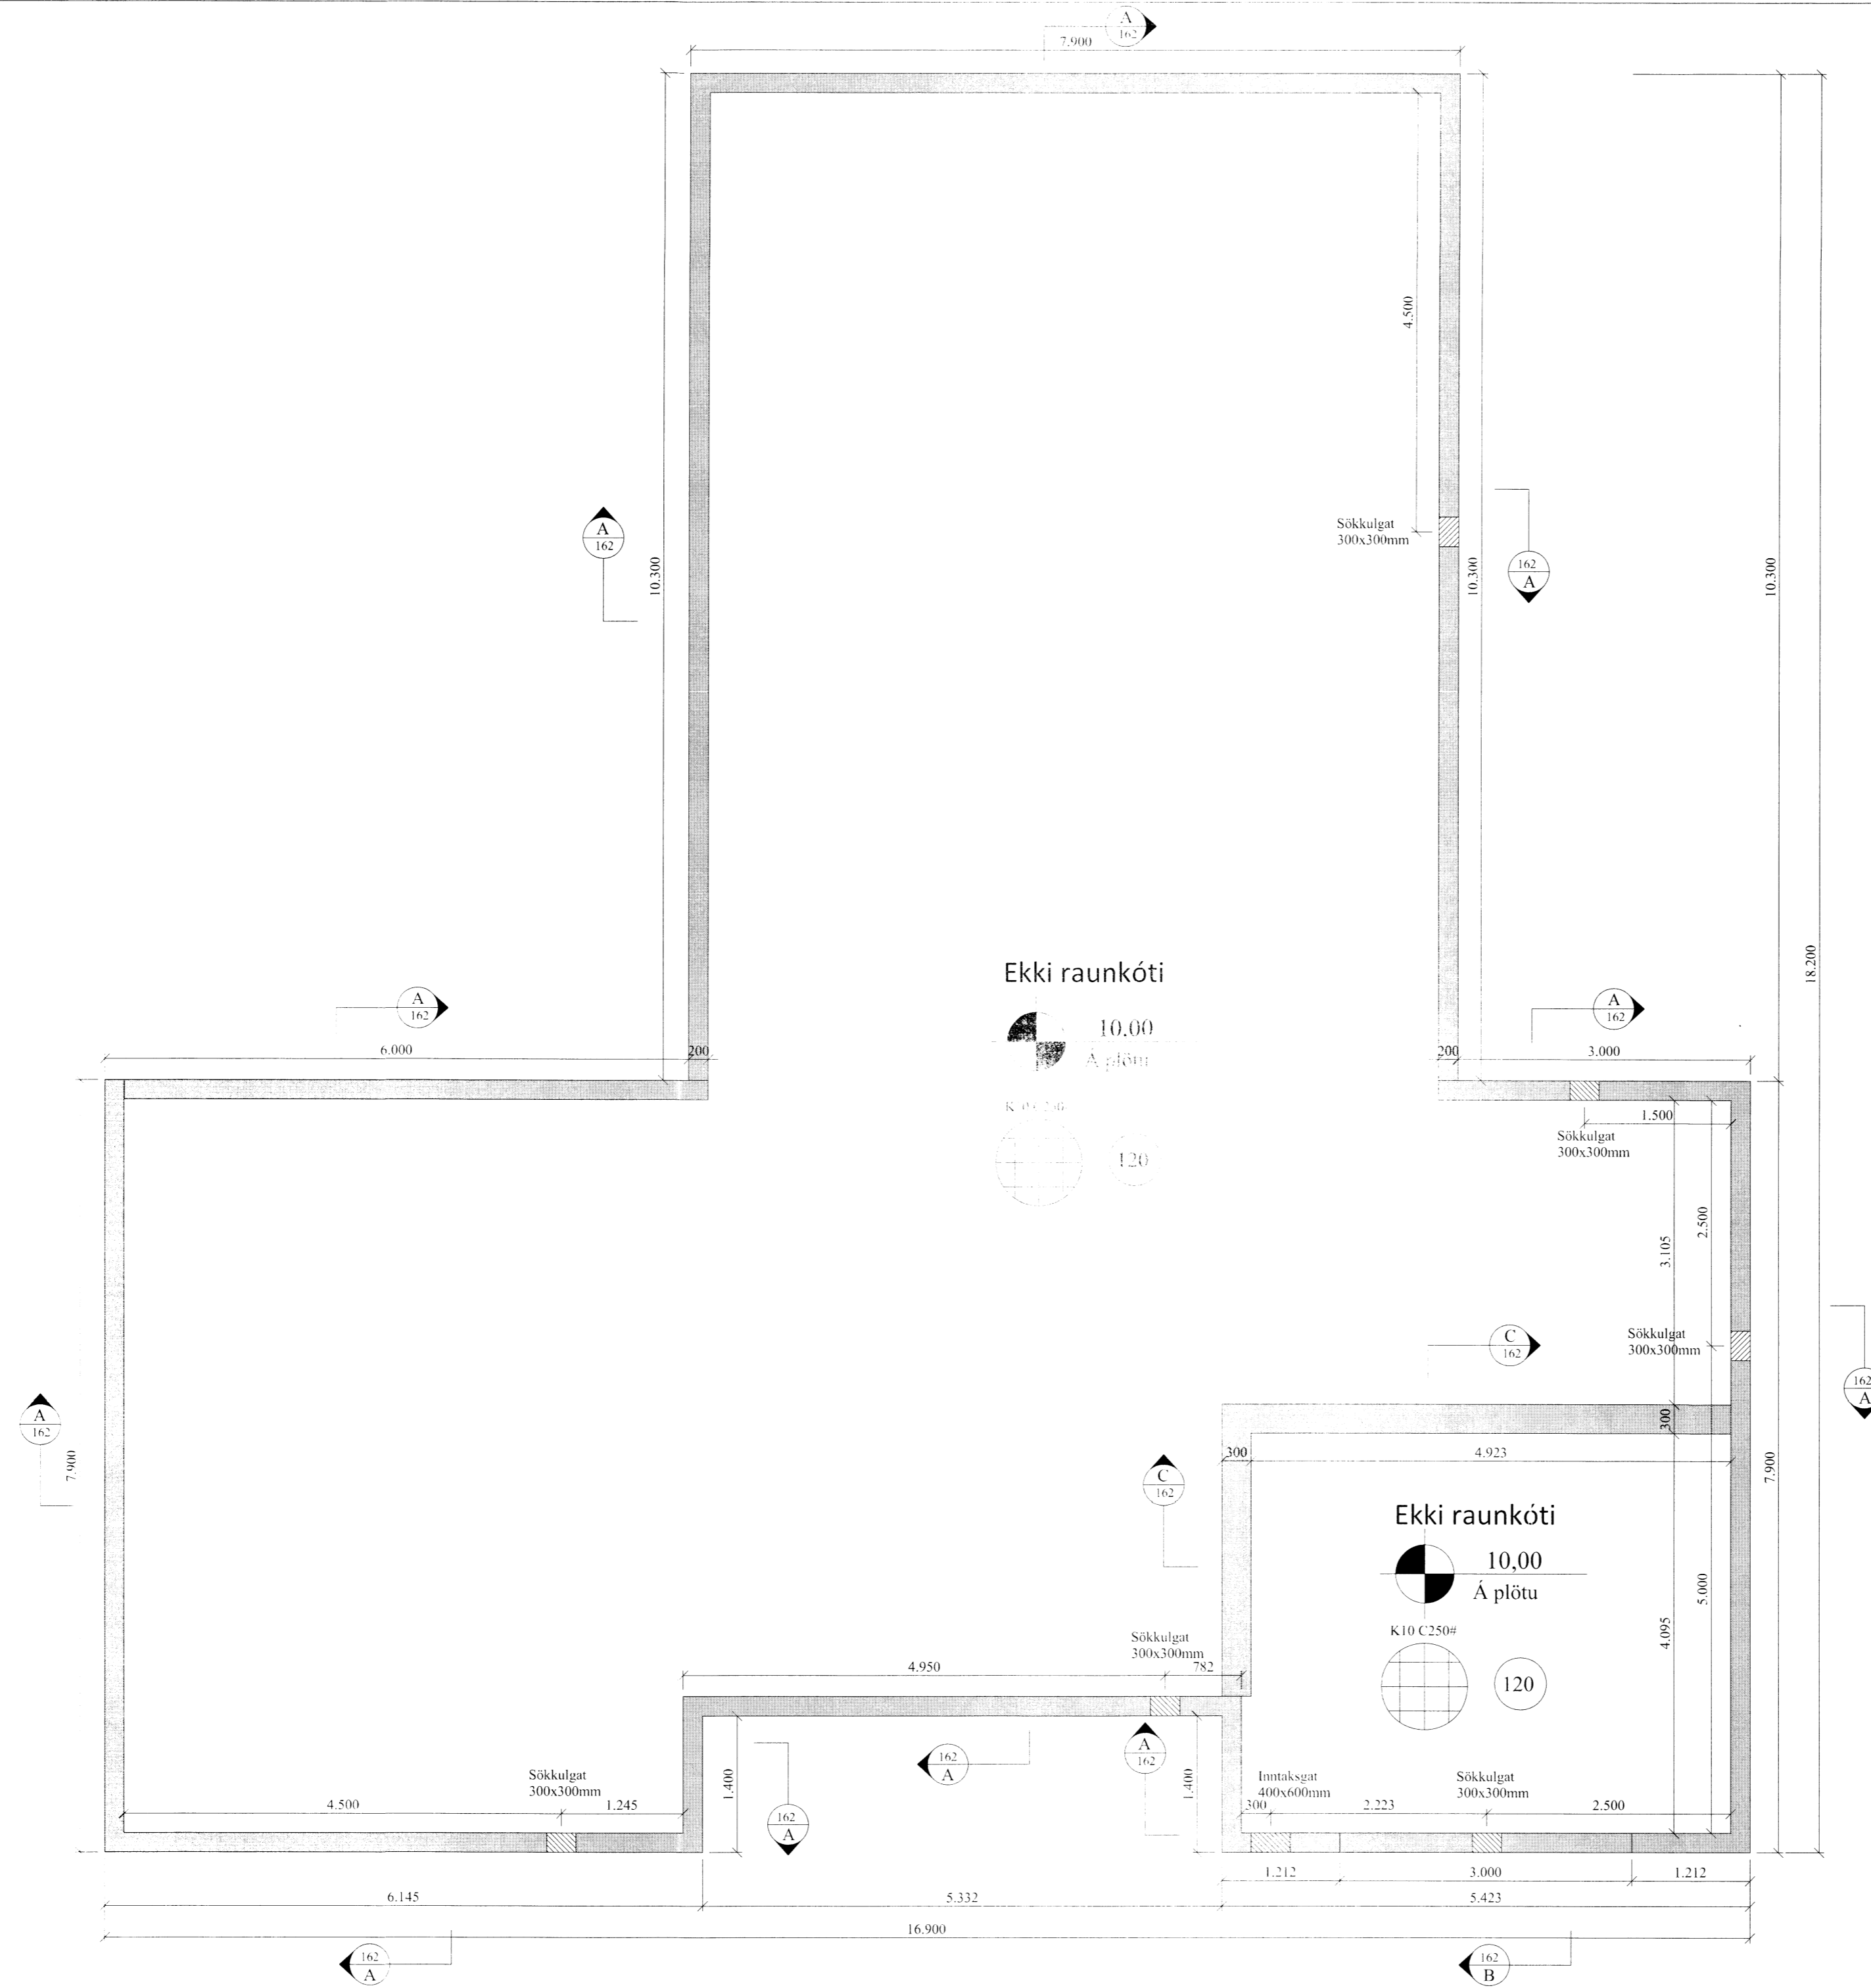 A
162
7.900
4.500
Sökkulgat
300x300mm
A
162
10.300
10.300
162
A
10.300
18.200
Ekki raunkóti
10.00
Á plötu
A
162
A
162
6.000
200
200
3.000
120
1.500
Sökkulgat
300x300mm
2.500
3.105
C
162
Sökkulgat
300x300mm
162
A
A
162
7.900
300
300
4.923
7.900
C
162
Ekki raunkóti
10,00
Á plötu
K10 C250#
120
5.000
4.095
Sökkulgat
300x300mm
4.950
782
162
A
A
162
1.400
1.400
Sökkulgat
300x300mm
4.500
1.245
162
A
Inntaksgat
400x600mm
Sökkulgat
300x300mm
300
2.223
2.500
1.212
3.000
1.212
6.145
5.332
5.423
16.900
162
A
162
B